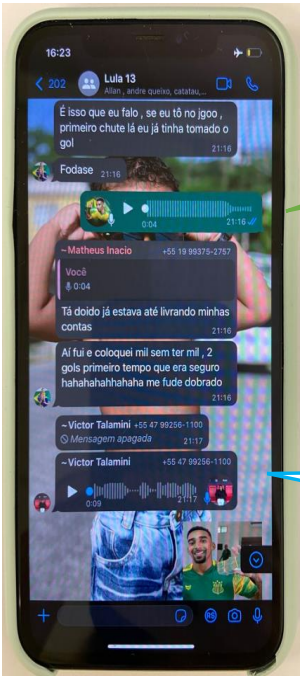 16:23
202
Lula 13
Allan , andre queixo, catatau,...
É isso que eu falo , se eu tô no jgoo ,
primeiro chute lá eu já tinha tomado o
gol
21:16
Fodase 21:16
0:04 21:16
~Matheus Inacio +55 19 99375-2757
Você
0:04
Tá doido já estava até livrando minhas
contas
21:16
Aí fui e coloquei mil sem ter mil , 2
gols primeiro tempo que era seguro
hahahahahhahaha me fude dobrado
21:16
~Victor Talamini +55 47 99256-1100
Mensagem apagada 21:17
~Victor Talamini +55 47 99256-1100
0:09 21:17
RS